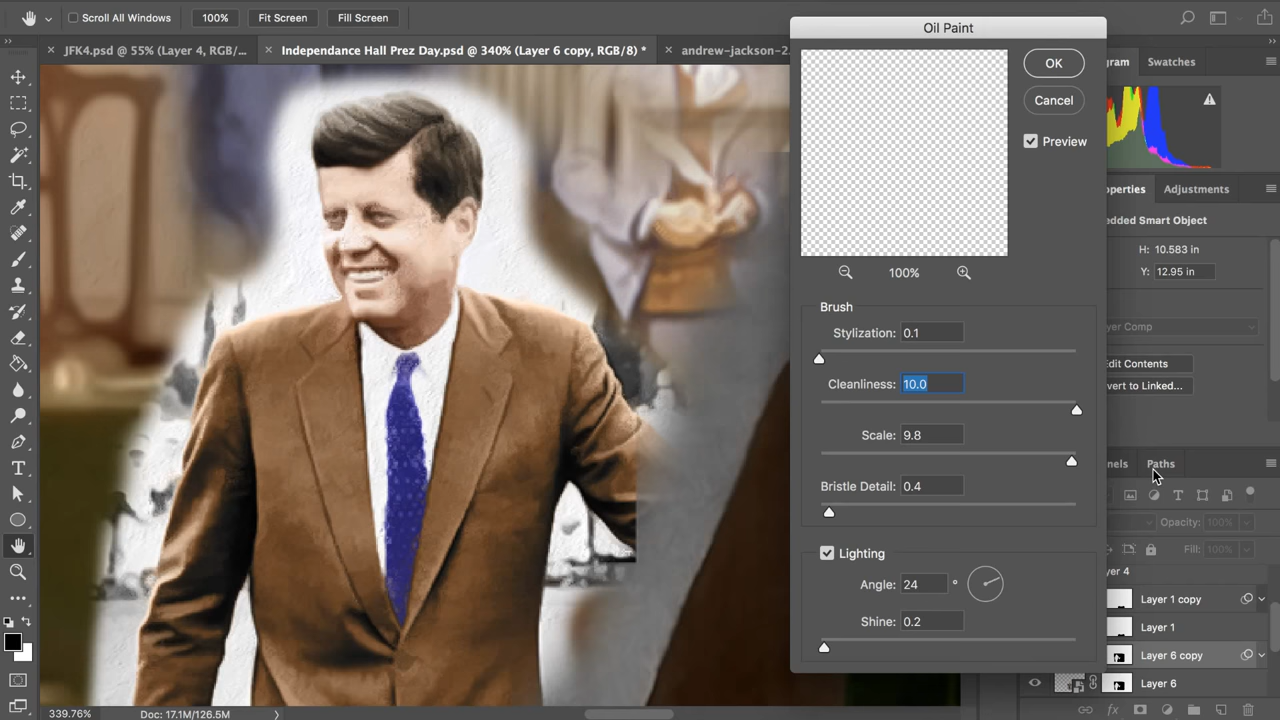 Scroll All Windows 100% Fit Screen Fill Screen
JFK4.psd @ 55% (Layer 4, RGB/... Independance Hall Prez Day.psd @ 340% (Layer 6 copy, RGB/8) * andrew-jackson-2.
Oil Paint
OK
Cancel
Preview
100%
Brush
Stylization: 0.1
Cleanliness: 10.0
Scale: 9.8
Bristle Detail: 0.4
Lighting
Angle: 24 °
Shine: 0.2
gram Swatches
operties Adjustments
edded Smart Object
H: 10.583 in
Y: 12.95 in
yer Comp
Edit Contents
vert to Linked...
nels Paths
Opacity: 100%
Fill: 100%
yer 4
Layer 1 copy
Layer 1
Layer 6 copy
Layer 6
339.76% Doc: 17.1M/126.5M